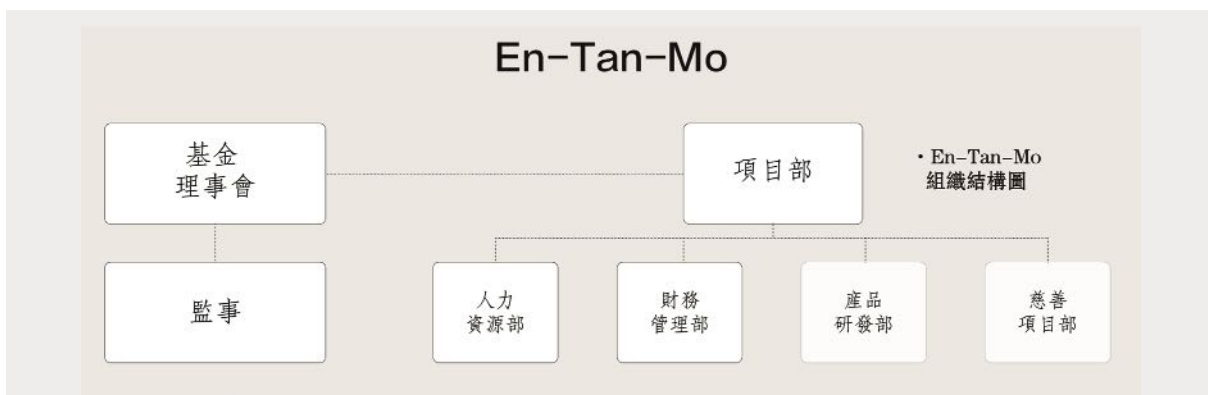 En-Tan-Mo
基金
理事會
項目部
・En-Tan-Mo
組織結構圖
監事
人力
資源部
財務
管理部
產品
研發部
慈善
項目部